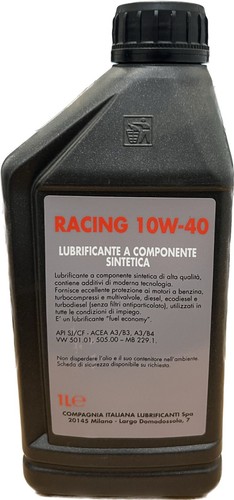 RACING 10W-40
LUBRIFICANTE A COMPONENTE
SINTETICA
Lubrificante a componente sintetico di alta qualità,
contiene additivi di moderna tecnologia.
Fornisce eccellente protezione ai motori a benzina,
turbocompressi e multivalvole, diesel, ecodiesel e
turbodiesel (senza filtri antiparticolato), utilizzati in
tutte le condizioni di impiego.
E' un lubrificante "fuel economy".
API SJ/CF - ACEA A3/B3, A3/B4
VW 501.01. 505.00 – MB 229.1.
Non disperdere l'olio e il suo contenitore nell'ambiente.
Scheda di sicurezza disponibile su richiesta.
1L e
COMPAGNIA ITALIANA LUBRIFICANTI Spa
20145 Milano - Largo Domodossola, 7